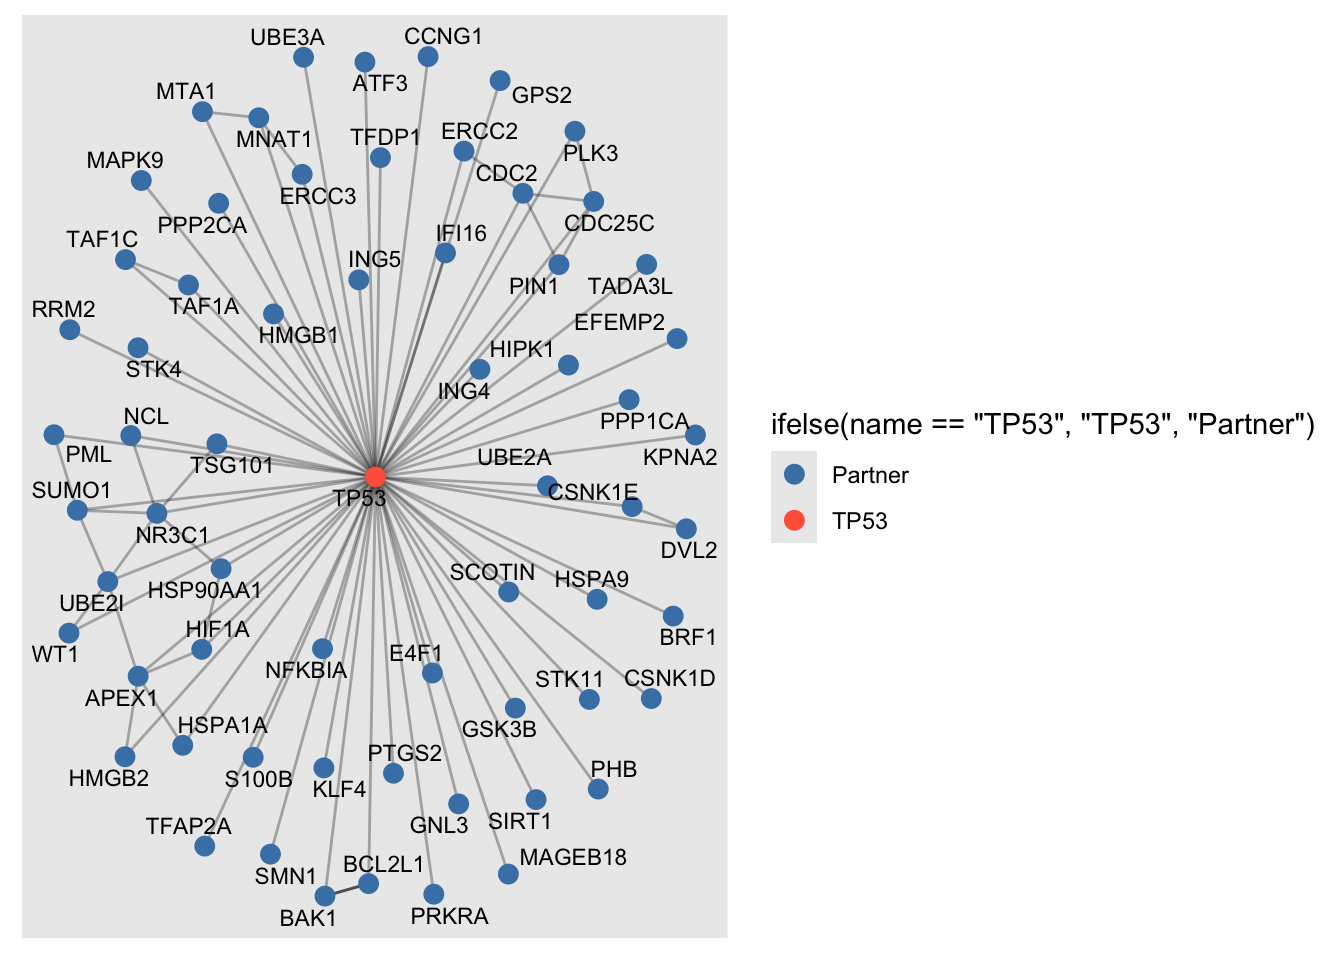 UBE3A
CCNG1
ATF3
MTA1
GPS2
MNAT1
TFDP1
ERCC2
PLK3
MAPK9
CDC2
ERCC3
PPP2CA
CDC25C
TAF1C
IFI16
ING5
PIN1
TADA3L
RRM2
TAF1A
HMGB1
EFEMP2
STK4
HIPK1
ING4
NCL
PPP1CA
PML
TSG101
UBE2A
KPNA2
SUMO1
TP53
CSNK1E
NR3C1
DVL2
UBE2I
HSP90AA1
SCOTIN
HSPA9
WT1
HIF1A
BRF1
NFKBIA
E4F1
APEX1
STK11
CSNK1D
HSPA1A
GSK3B
HMGB2
S100B
KLF4
PTGS2
PHB
TFAP2A
GNL3
SIRT1
SMN1
BCL2L1
MAGEB18
BAK1
PRKRA
ifelse(name == "TP53", "TP53", "Partner")
Partner
TP53